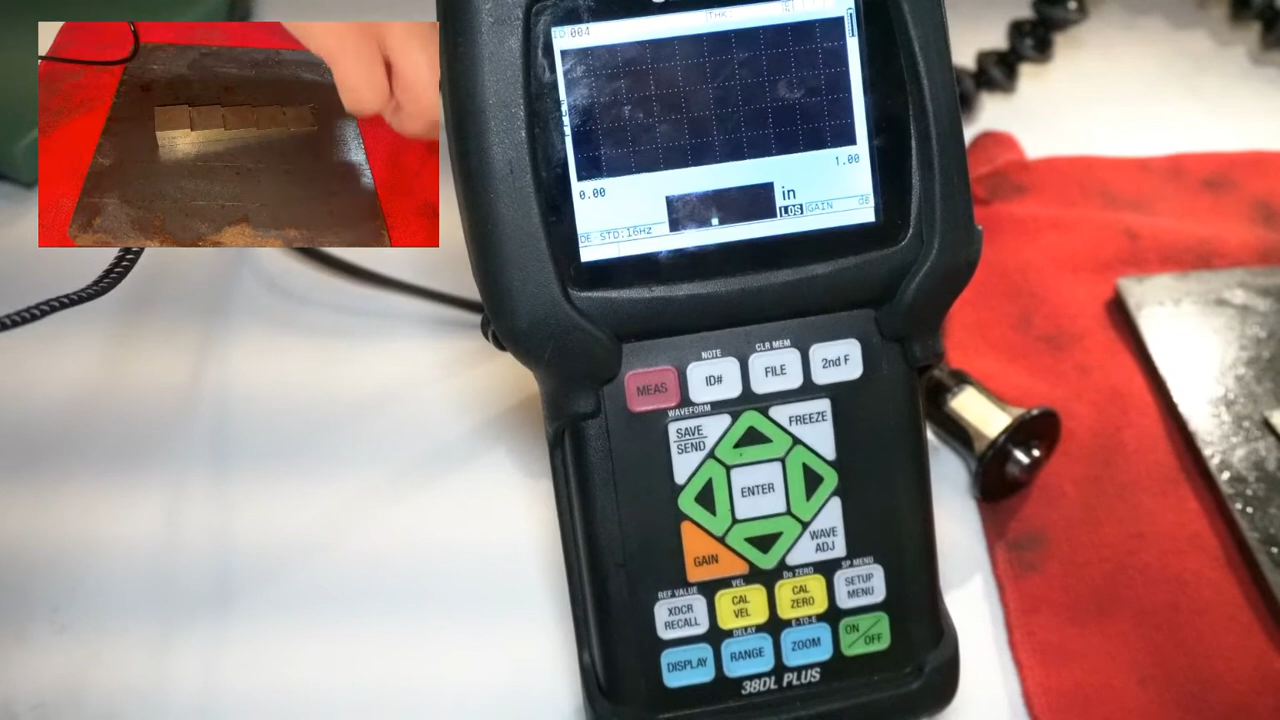 THK:
ID:004
1.00
0.00
in
LOS GAIN dB
DE STD:16Hz
NOTE
CLR MEM
MEAS
ID#
FILE
2nd F
WAVEFORM
SAVE
SEND
FREEZE
ENTER
GAIN
WAVE
ADJ
REF VALUE
VEL
Do ZERO
SP MENU
XDCR
RECALL
CAL
VEL
CAL
ZERO
SETUP
MENU
DELAY
E-TO-E
DISPLAY
RANGE
ZOOM
ON
OFF
38DL PLUS